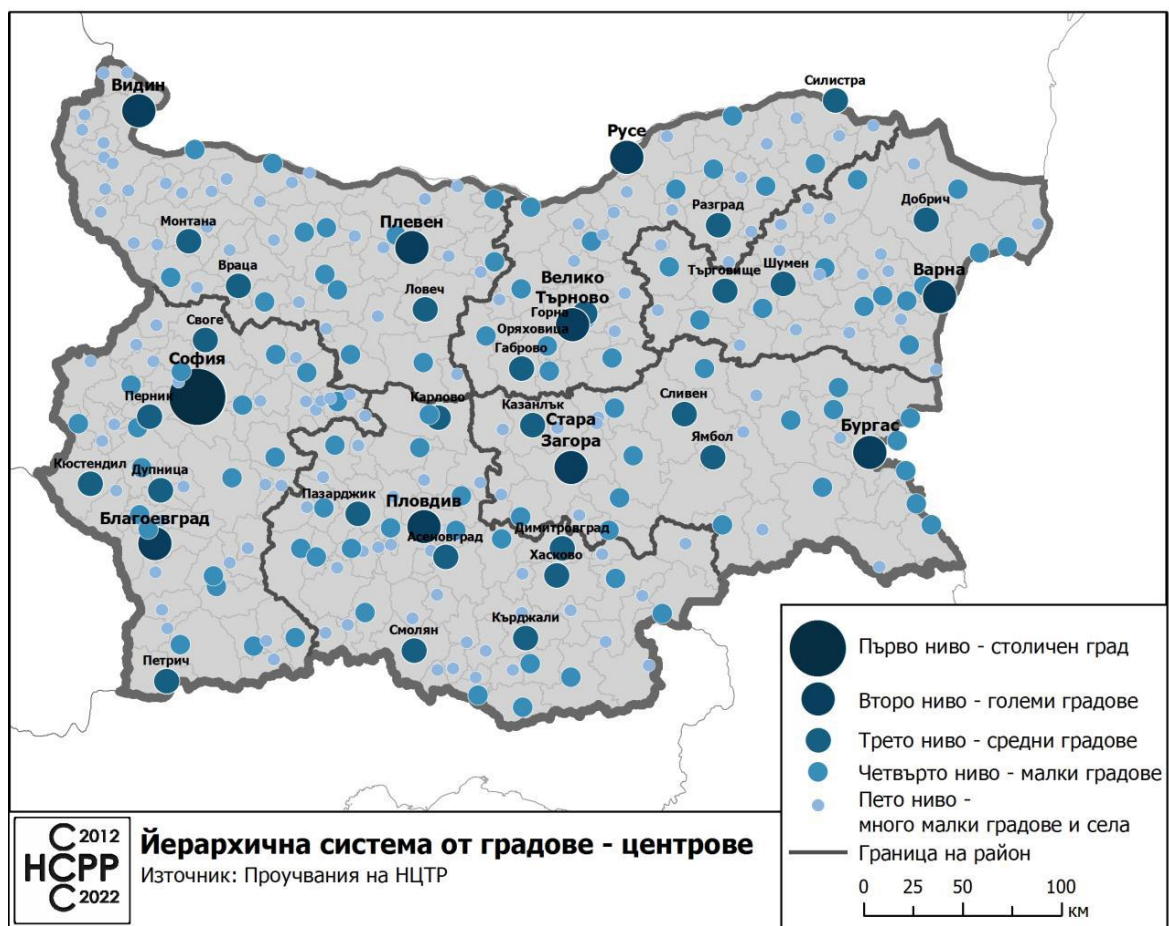 Силистра
Видин
Русе
Добрич
Разград
Монтана
Плевен
Враца
Велико
Търново
Търговище
Шумен
Варна
Ловеч
Горна
Оряховица
Своге
Габрово
София
Перник
Карлово
Казанлък
Сливен
Стара
Загора
Ямбол
Бургас
Кюстендил
Дупница
Пазарджик
Пловдив
Благоевград
Асеновград
Димитровград
Хасково
Кърджали
Смолян
Петрич
Първо ниво - столичен град
Второ ниво - големи градове
Трето ниво - средни градове
Четвърто ниво - малки градове
Пето ниво -
много малки градове и села
Граница на район
0 25 50 100
км
С 2012
НСРР
С 2022
Йерархична система от градове - центрове
Източник: Проучвания на НЦТР